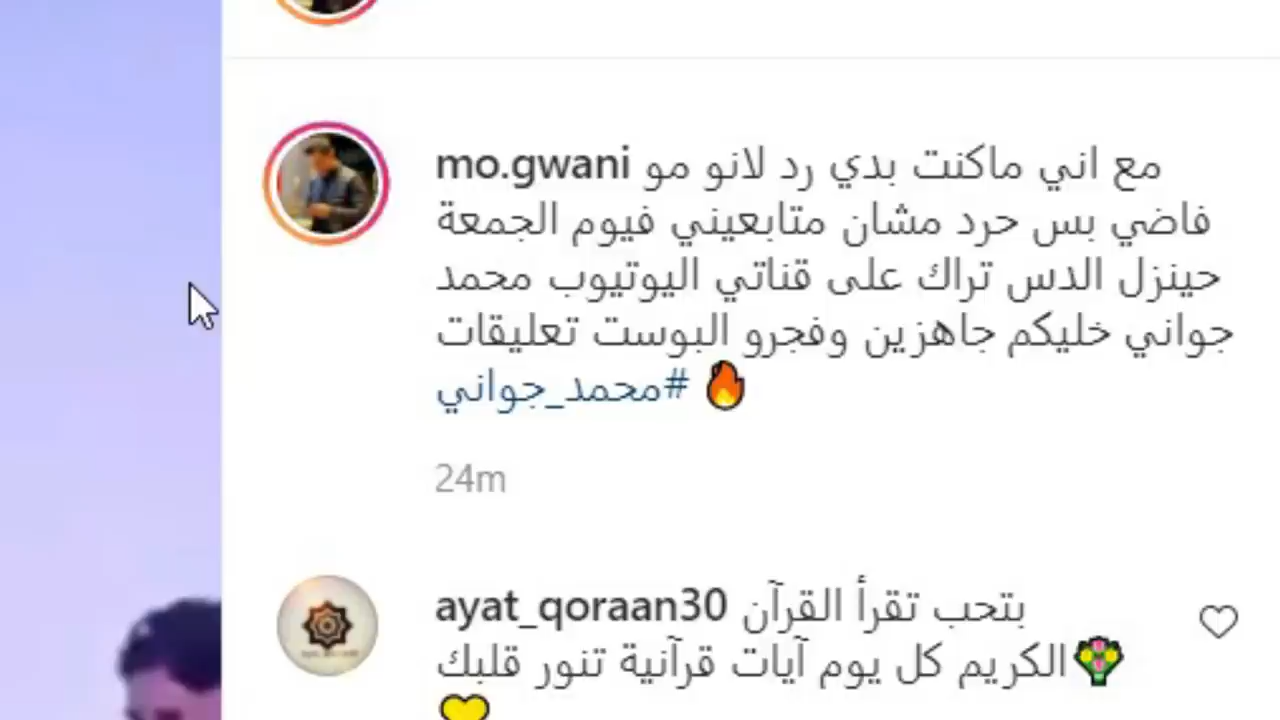 mo.gwani مع اني ماكنت بدي رد لانو مو
فاضي بس حرد مشان متابعيني فيوم الجمعة
حينزل الدس تراك على قناتي اليوتيوب محمد
جواني خليكم جاهزين وفجرو البوست تعليقات
🔥 #محمد_جواني
24m
ayat_qoraan30 بتحب تقرأ القرآن
الكريم كل يوم آيات قرآنية تنور قلبك💐
💛